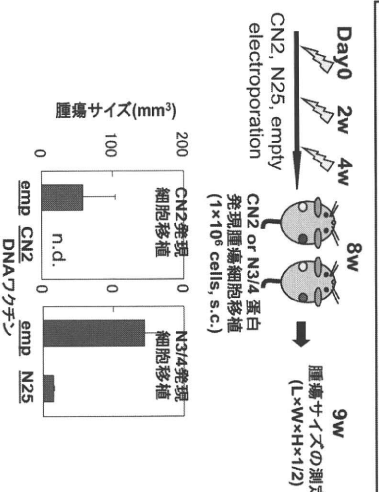 Day0
2w
4w
8w
9w
CN2, N25, empty
electroporation
CN2 or N3/4 蛋白
発現腫瘍細胞移植
(1×10⁶ cells, s.c.)
腫瘍サイズの測定
(L×W×H×1/2)
腫瘍サイズ(mm³)
200
100
0
CN2発現
細胞移植
n.d.
emp CN2
0
0
0
N3/4発現
細胞移植
emp N25
DNAワクチン